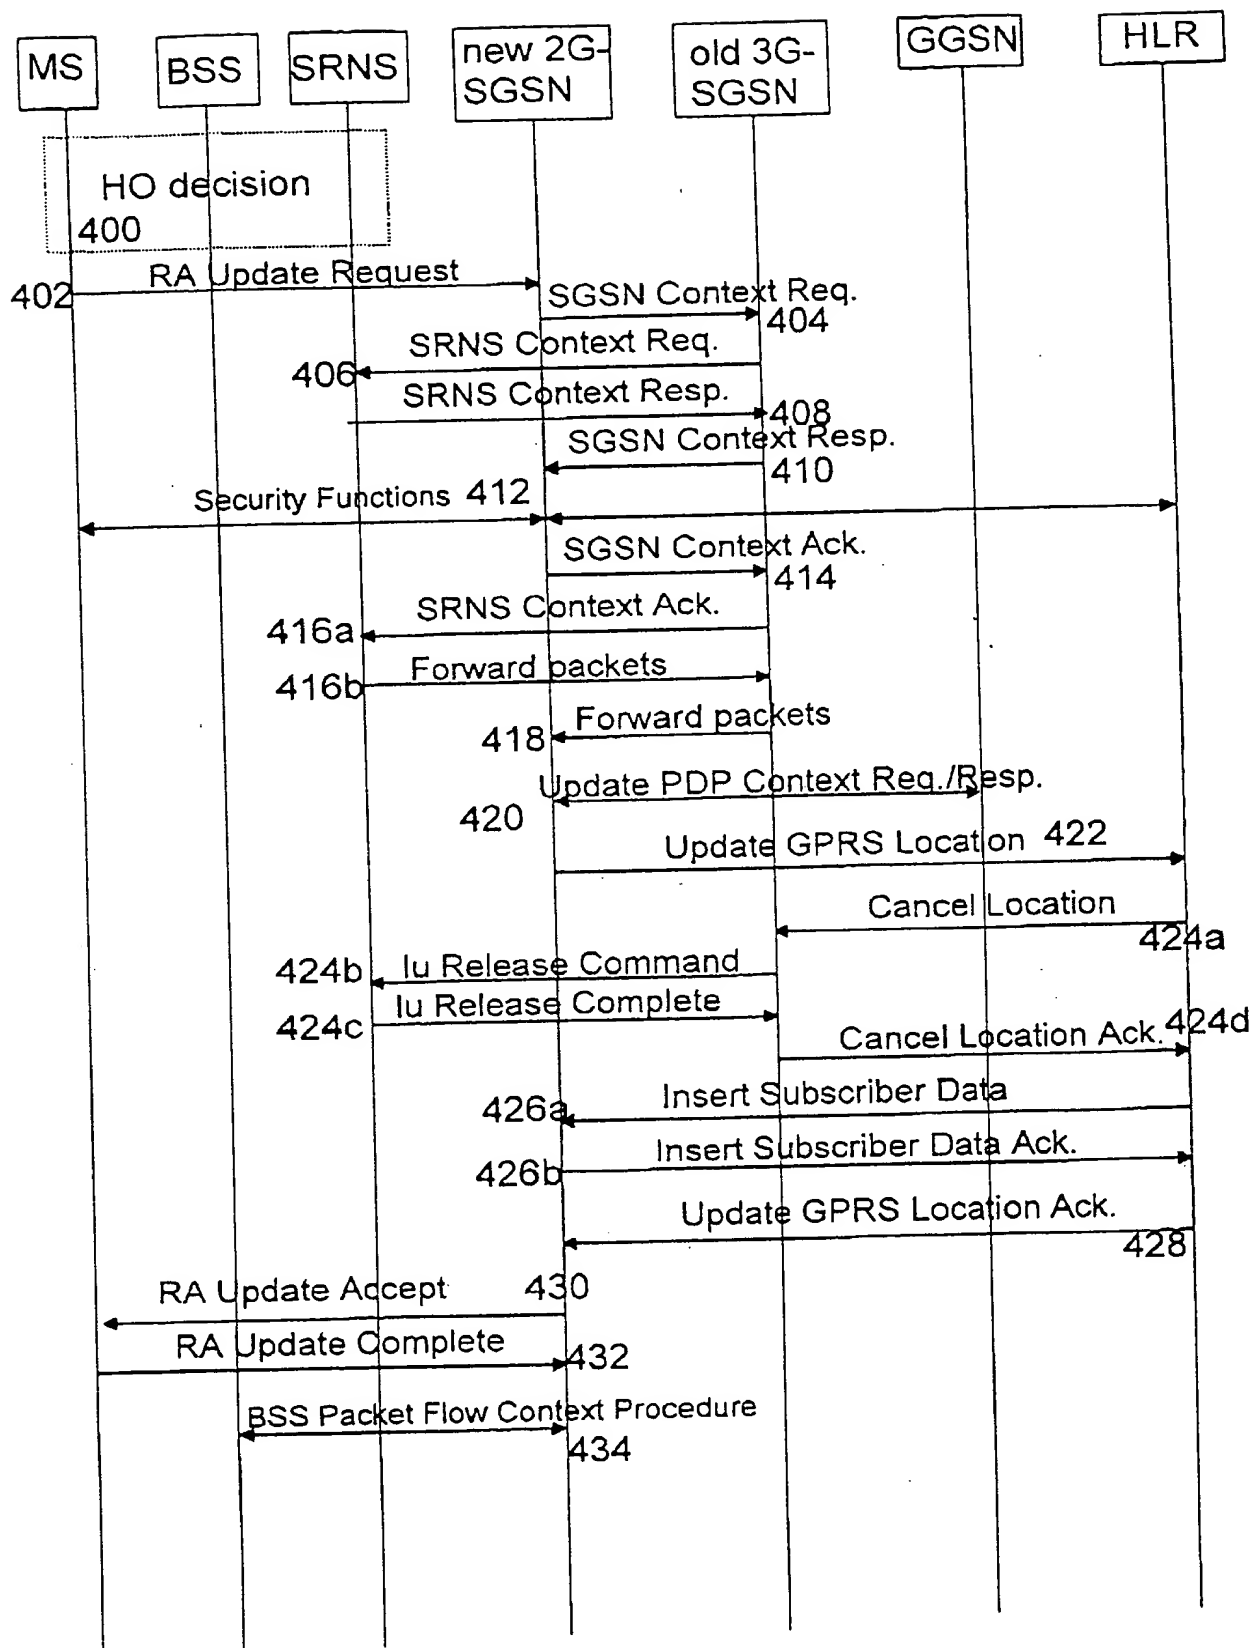 MS
BSS
SRNS
new 2G-
SGSN
old 3G-
SGSN
GGSN
HLR
HO decision
400
RA Update Request
402
SGSN Context Req.
404
SRNS Context Req.
406
SRNS Context Resp.
408
SGSN Context Resp.
410
Security Functions 412
SGSN Context Ack.
414
SRNS Context Ack.
416a
Forward packets
416b
Forward packets
418
Update PDP Context Req./Resp.
420
Update GPRS Location 422
Cancel Location
424a
Iu Release Command
424b
Iu Release Complete
424c
Cancel Location Ack. 424d
Insert Subscriber Data
426a
Insert Subscriber Data Ack.
426b
Update GPRS Location Ack.
428
RA Update Accept 430
RA Update Complete
432
BSS Packet Flow Context Procedure
434